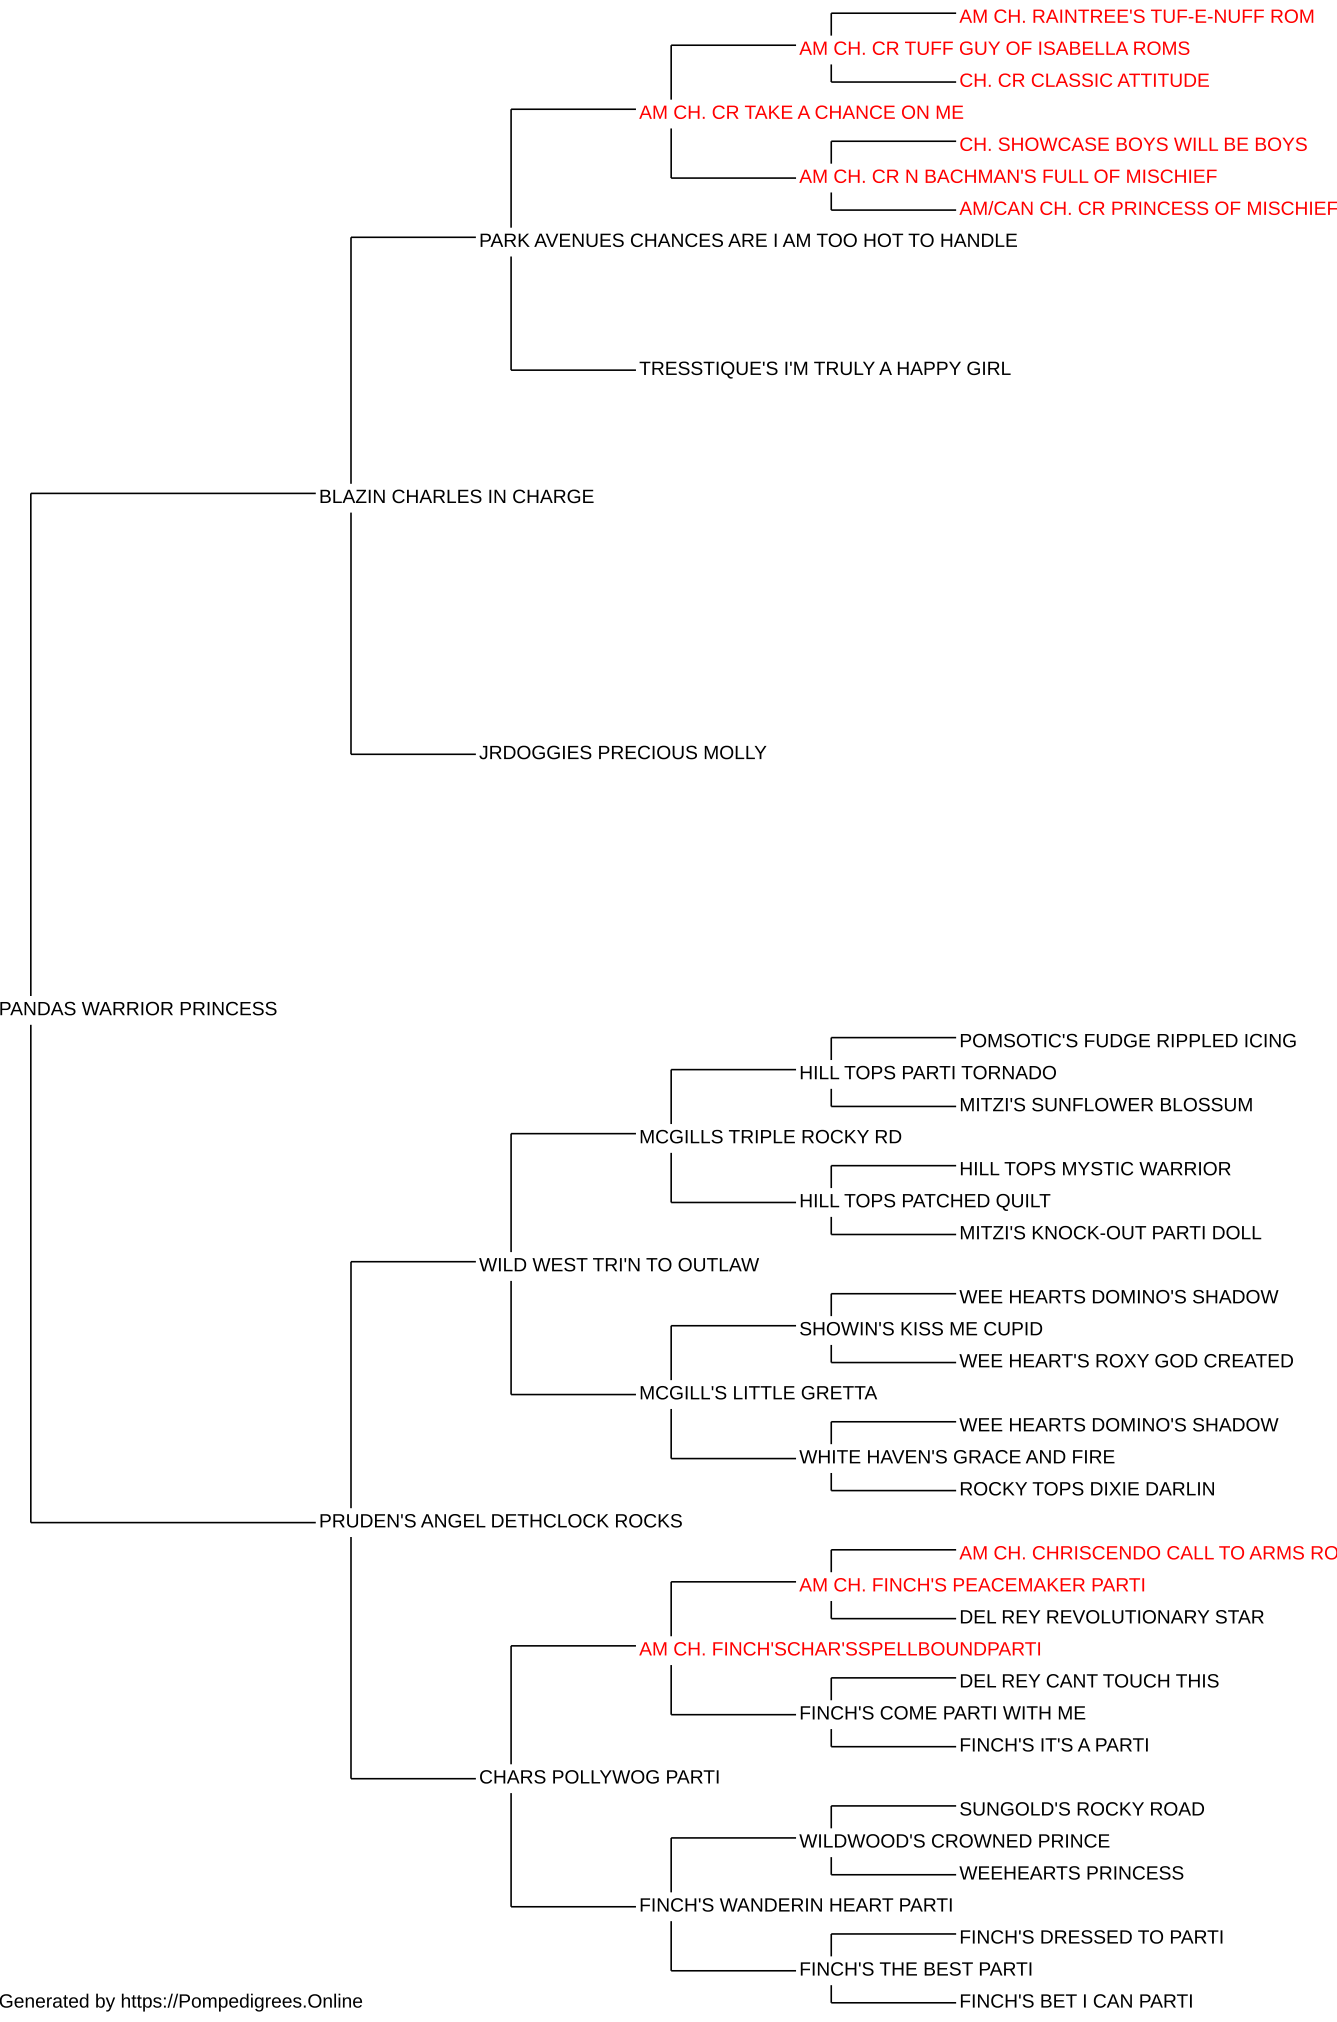 AM CH. RAINTREE'S TUF-E-NUFF ROM
AM CH. CR TUFF GUY OF ISABELLA ROMS
CH. CR CLASSIC ATTITUDE
AM CH. CR TAKE A CHANCE ON ME
CH. SHOWCASE BOYS WILL BE BOYS
AM CH. CR N BACHMAN'S FULL OF MISCHIEF
AM/CAN CH. CR PRINCESS OF MISCHIEF
PARK AVENUES CHANCES ARE I AM TOO HOT TO HANDLE
TRESSTIQUE'S I'M TRULY A HAPPY GIRL
BLAZIN CHARLES IN CHARGE
JRDOGGIES PRECIOUS MOLLY
PANDAS WARRIOR PRINCESS
POMSOTIC'S FUDGE RIPPLED ICING
HILL TOPS PARTI TORNADO
MITZI'S SUNFLOWER BLOSSUM
MCGILLS TRIPLE ROCKY RD
HILL TOPS MYSTIC WARRIOR
HILL TOPS PATCHED QUILT
MITZI'S KNOCK-OUT PARTI DOLL
WILD WEST TRI'N TO OUTLAW
WEE HEARTS DOMINO'S SHADOW
SHOWIN'S KISS ME CUPID
WEE HEART'S ROXY GOD CREATED
MCGILL'S LITTLE GRETTA
WEE HEARTS DOMINO'S SHADOW
WHITE HAVEN'S GRACE AND FIRE
ROCKY TOPS DIXIE DARLIN
PRUDEN'S ANGEL DETHCLOCK ROCKS
AM CH. CHRISCENDO CALL TO ARMS RO
AM CH. FINCH'S PEACEMAKER PARTI
DEL REY REVOLUTIONARY STAR
AM CH. FINCH'SCHAR'SSPELLBOUNDPARTI
DEL REY CANT TOUCH THIS
FINCH'S COME PARTI WITH ME
FINCH'S IT'S A PARTI
CHARS POLLYWOG PARTI
SUNGOLD'S ROCKY ROAD
WILDWOOD'S CROWNED PRINCE
WEEHEARTS PRINCESS
FINCH'S WANDERIN HEART PARTI
FINCH'S DRESSED TO PARTI
FINCH'S THE BEST PARTI
FINCH'S BET I CAN PARTI
Generated by https://Pompedigrees.Online